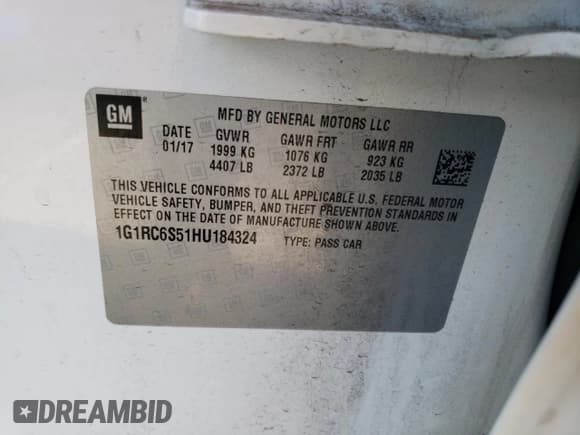 GM ® MFD BY GENERAL MOTORS LLC
DATE GVWR GAWR FRT GAWR RR
01/17 1999 KG 1076 KG 923 KG
4407 LB 2372 LB 2035 LB
THIS VEHICLE CONFORMS TO ALL APPLICABLE U.S. FEDERAL MOTOR
VEHICLE SAFETY, BUMPER, AND THEFT PREVENTION STANDARDS IN
EFFECT ON THE DATE OF MANUFACTURE SHOWN ABOVE.
1G1RC6S51HU184324 TYPE: PASS CAR
DREAMBID